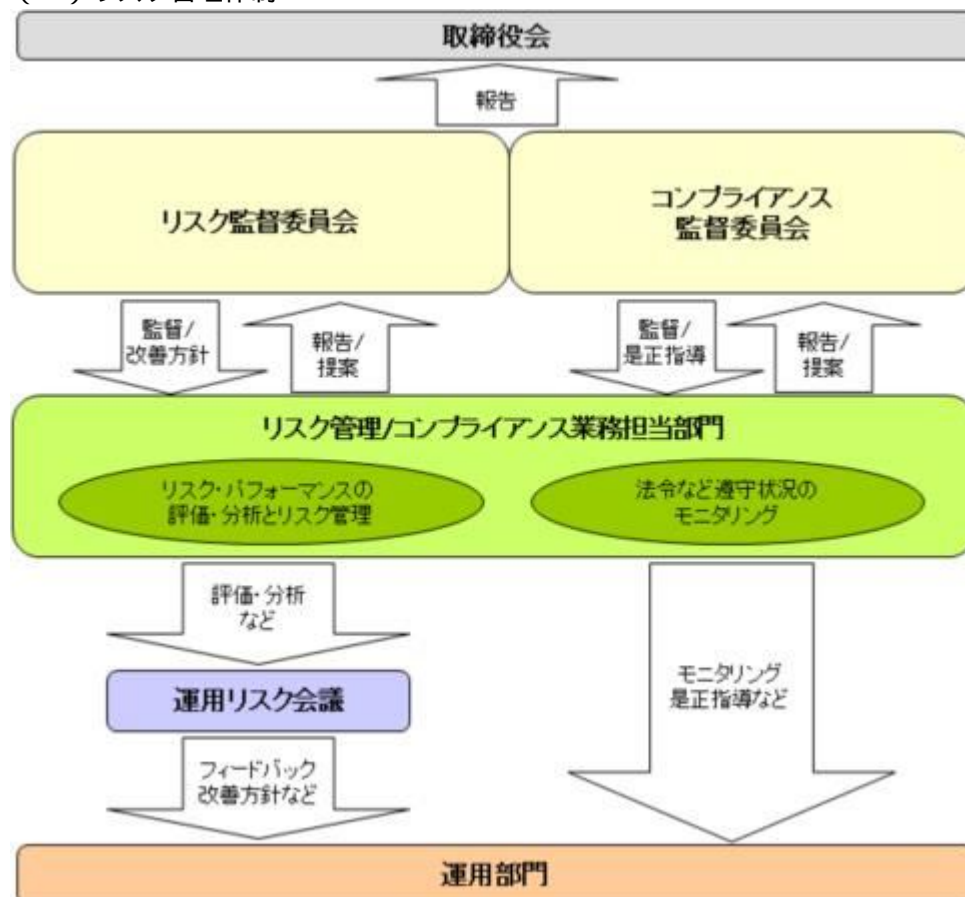 取締役会
報告
リスク監督委員会
コンプライアンス
監督委員会
監督/
改善方針
報告/
提案
監督/
是正指導
報告/
提案
リスク管理/コンプライアンス業務担当部門
リスク・パフォーマンスの
評価・分析とリスク管理
法令など遵守状況の
モニタリング
評価・分析
など
運用リスク会議
モニタリング
是正指導など
フィードバック
改善方針など
運用部門